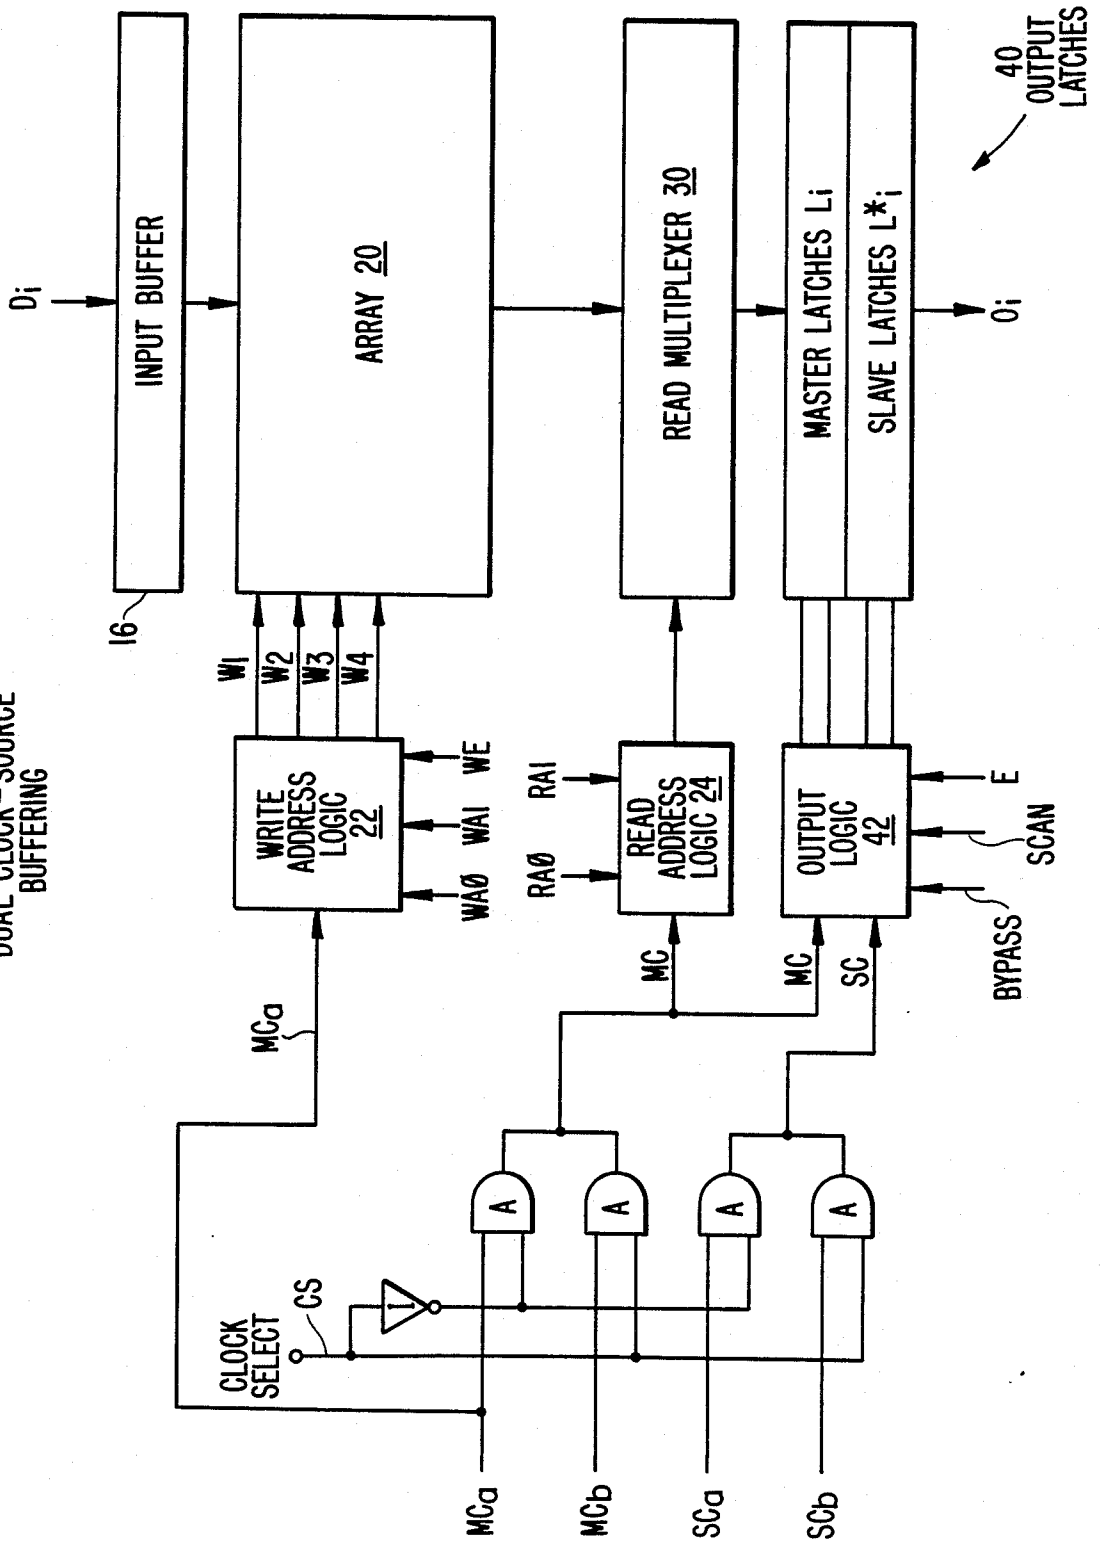 DUAL CLOCK-SOURCE
BUFFERING
Di
INPUT BUFFER
16
ARRAY 20
W1
W2
W3
W4
WRITE
ADDRESS
LOGIC
22
WAØ
WA1
WE
MCa
READ MULTIPLEXER 30
RAØ
RA1
READ
ADDRESS
LOGIC 24
MC
MASTER LATCHES Li
SLAVE LATCHES L*i
Oi
40
OUTPUT
LATCHES
OUTPUT
LOGIC
42
MC
SC
BYPASS
SCAN
E
CLOCK
SELECT
CS
I
A
A
A
A
MCa
MCb
SCa
SCb